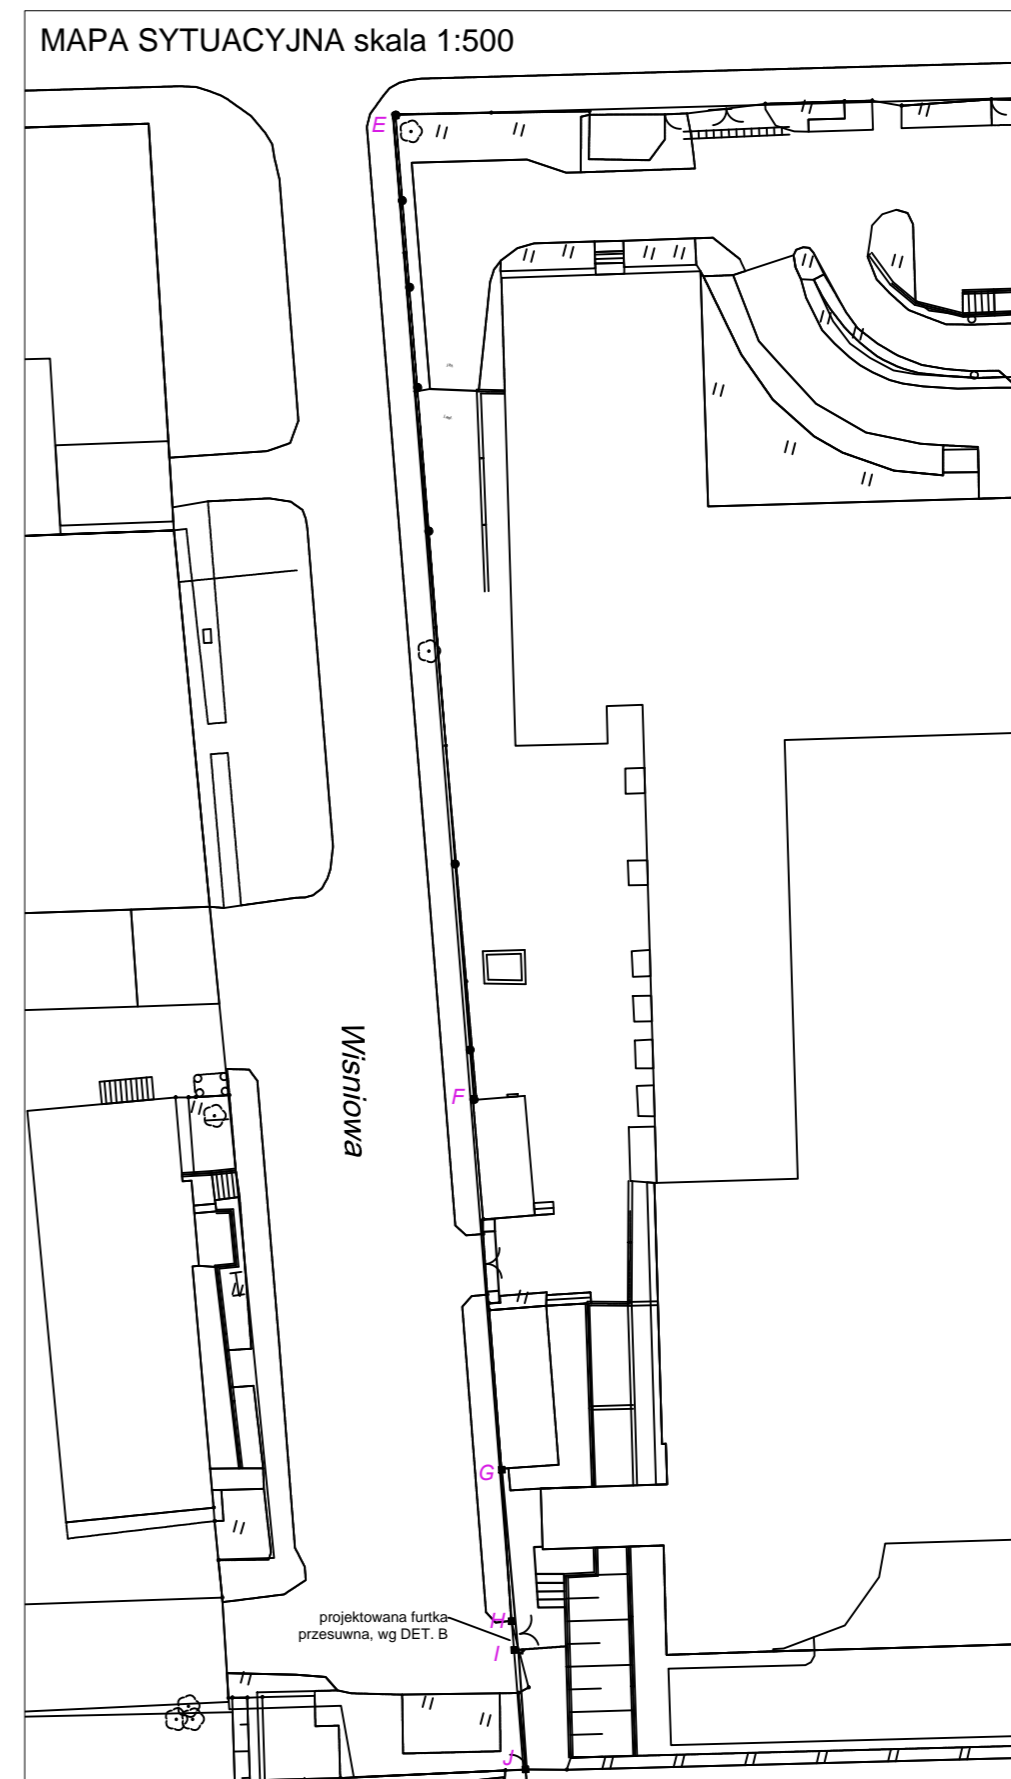 MAPA SYTUACYJNA skala 1:500
E
Wisniowa
F
G
projektowana furtka
przesuwna, wg DET. B
H
I
J